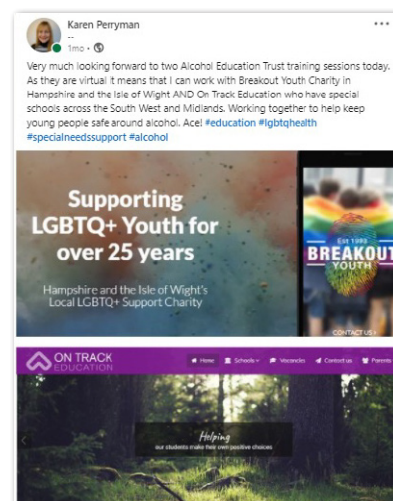 Karen Perryman
--
1mo •
Very much looking forward to two Alcohol Education Trust training sessions today.
As they are virtual it means that I can work with Breakout Youth Charity in
Hampshire and the Isle of Wight AND On Track Education who have special
schools across the South West and Midlands. Working together to help keep
young people safe around alcohol. Ace! #education #lgbtqhealth
#specialneedssupport #alcohol
Supporting
LGBTQ+ Youth for
over 25 years
Hampshire and the Isle of Wight's
Local LGBTQ+ Support Charity
Est 1993
BREAKOUT
YOUTH
CONTACT US >
ON TRACK
EDUCATION
Home Schools Vacancies Contact us Parents
Helping
our students make their own positive choices